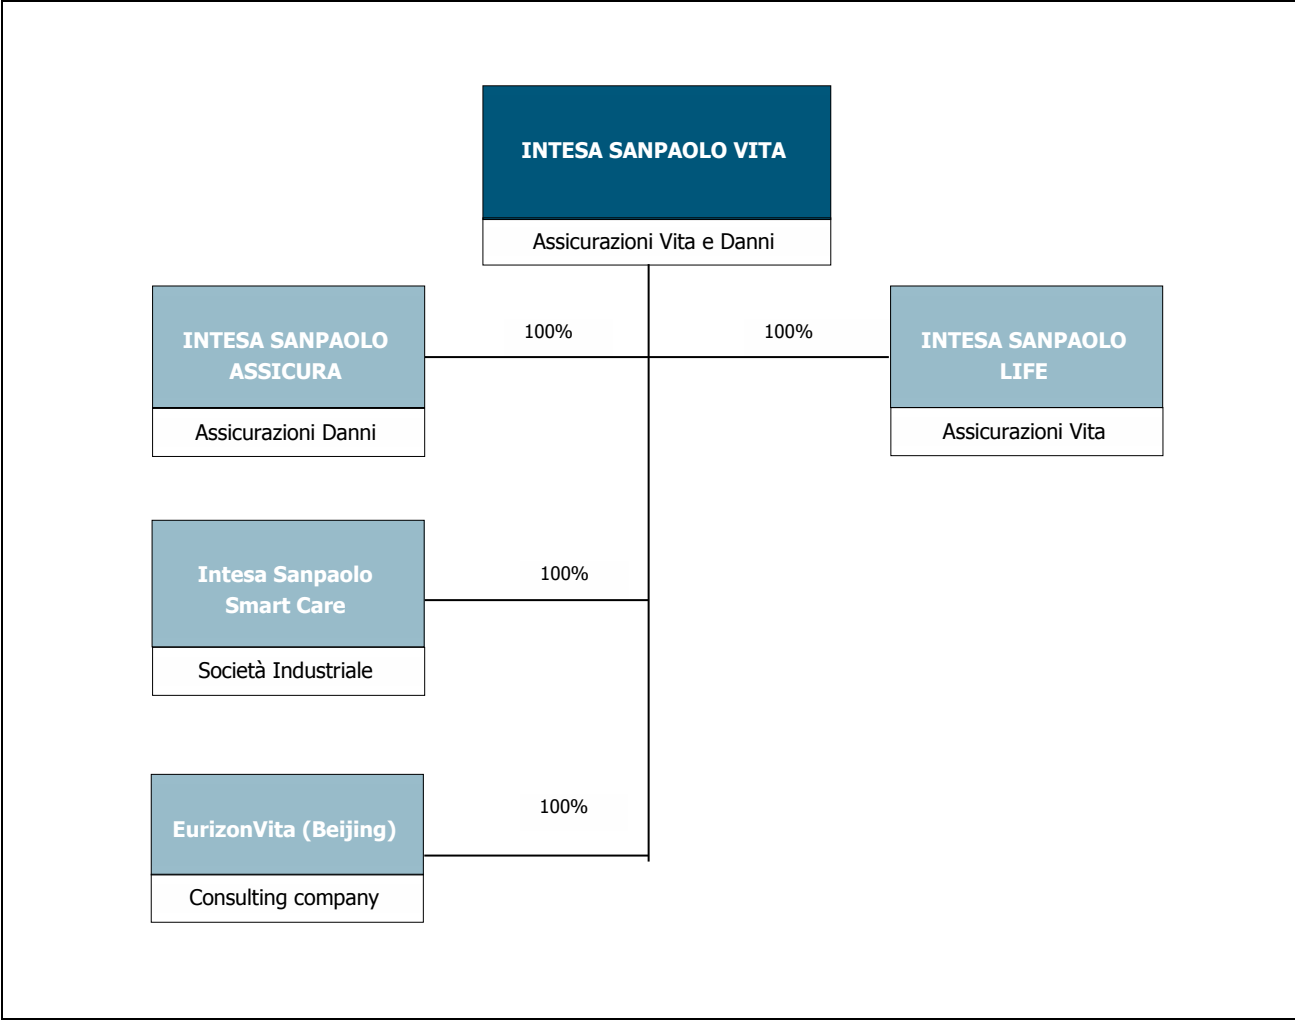 INTESA SANPAOLO VITA
Assicurazioni Vita e Danni
100%
100%
INTESA SANPAOLO
ASSICURA
Assicurazioni Danni
INTESA SANPAOLO
LIFE
Assicurazioni Vita
100%
Intesa Sanpaolo
Smart Care
Società Industriale
100%
EurizonVita (Beijing)
Consulting company